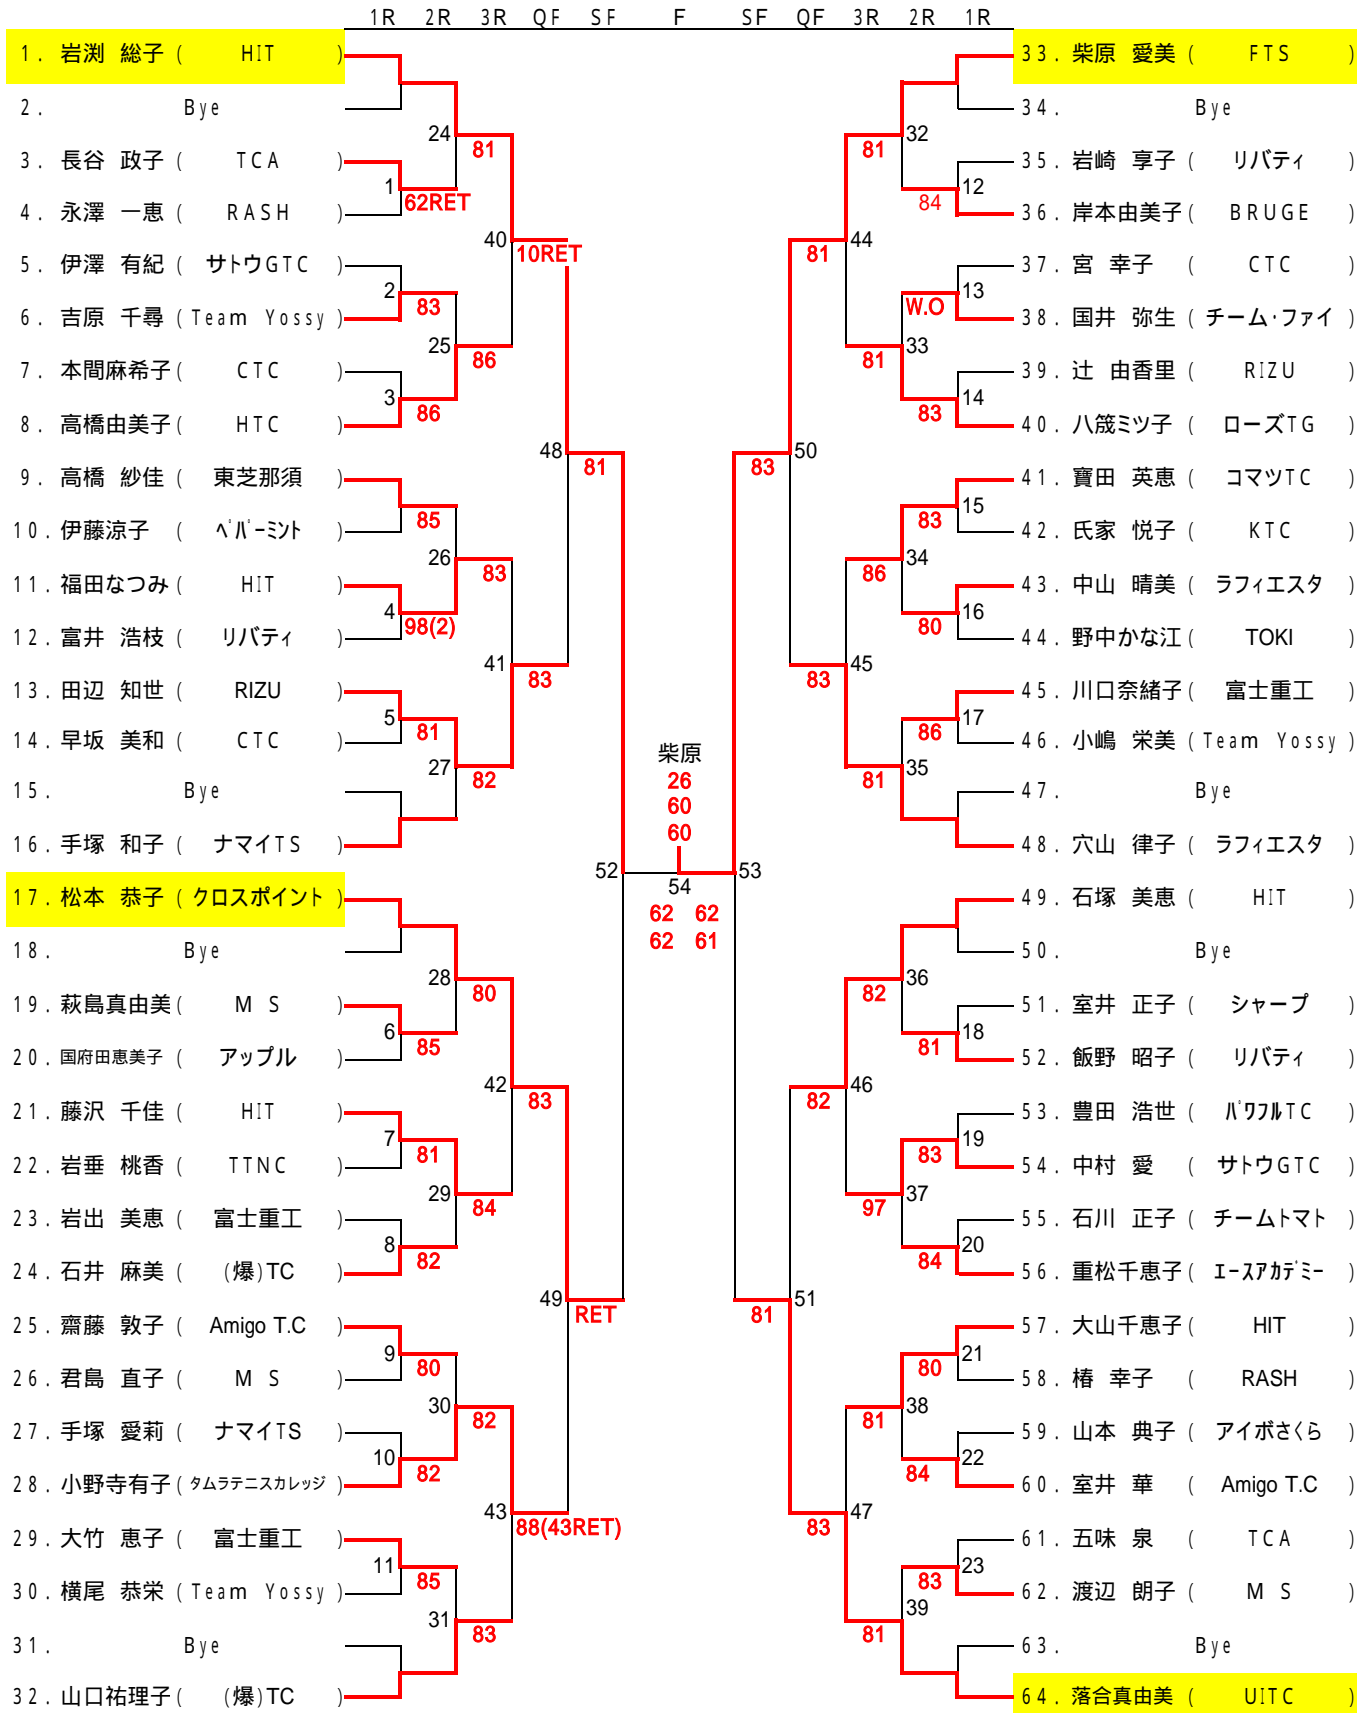 1R 2R 3R QF SF F SF QF 3R 2R 1R
1. 岩渕 総子 ( HIT )
2. Bye
3. 長谷 政子 ( TCA )
4. 永澤 一恵 ( RASH )
5. 伊澤 有紀 ( サトウGTC )
6. 吉原 千尋 ( Team Yossy )
7. 本間麻希子 ( CTC )
8. 高橋由美子 ( HTC )
9. 高橋 紗佳 ( 東芝那須 )
10. 伊藤涼子 ( ペパーミント )
11. 福田なつみ ( HIT )
12. 富井 浩枝 ( リバティ )
13. 田辺 知世 ( RIZU )
14. 早坂 美和 ( CTC )
15. Bye
16. 手塚 和子 ( ナマイTS )
17. 松本 恭子 ( クロスポイント )
18. Bye
19. 萩島真由美 ( M S )
20. 国府田恵美子 ( アップル )
21. 藤沢 千佳 ( HIT )
22. 岩垂 桃香 ( TTNC )
23. 岩出 美恵 ( 富士重工 )
24. 石井 麻美 ( (爆)TC )
25. 齋藤 敦子 ( Amigo T.C )
26. 君島 直子 ( M S )
27. 手塚 愛莉 ( ナマイTS )
28. 小野寺有子 ( タムラテニスカレッジ )
29. 大竹 恵子 ( 富士重工 )
30. 横尾 恭栄 ( Team Yossy )
31. Bye
32. 山口祐理子 ( (爆)TC )
1 62RET
2 83
3 86
4 98(2)
5 81
6 85
7 81
8 82
9 80
10 82
11 85
85
24 81
25 86
26 83
27 82
28 80
29 84
30 82
31 83
40 10RET
41 83
42 83
43 88(43RET)
48 81
49 RET
52
柴原
26
60
60
54
62 62
62 61
53
50 83
51 81
44 81
45 83
46 82
47 83
32 81
33 81
34 86
35 81
36 82
37 97
38 81
39 81
12 84
13 W.O
14 83
15 83
16 80
17 86
18 81
19 83
20 84
21 80
22 84
23 83
33. 柴原 愛美 ( FTS )
34. Bye
35. 岩崎 享子 ( リバティ )
36. 岸本由美子 ( BRUGE )
37. 宮 幸子 ( CTC )
38. 国井 弥生 ( チーム・ファイ )
39. 辻 由香里 ( RIZU )
40. 八筬ミツ子 ( ローズTG )
41. 寶田 英恵 ( コマツTC )
42. 氏家 悦子 ( KTC )
43. 中山 晴美 ( ラフィエスタ )
44. 野中かな江 ( TOKI )
45. 川口奈緒子 ( 富士重工 )
46. 小嶋 栄美 ( Team Yossy )
47. Bye
48. 穴山 律子 ( ラフィエスタ )
49. 石塚 美恵 ( HIT )
50. Bye
51. 室井 正子 ( シャープ )
52. 飯野 昭子 ( リバティ )
53. 豊田 浩世 ( パワフルTC )
54. 中村 愛 ( サトウGTC )
55. 石川 正子 ( チームトマト )
56. 重松千恵子 ( エースアカデミー )
57. 大山千恵子 ( HIT )
58. 椿 幸子 ( RASH )
59. 山本 典子 ( アイボさくら )
60. 室井 華 ( Amigo T.C )
61. 五味 泉 ( TCA )
62. 渡辺 朗子 ( M S )
63. Bye
64. 落合真由美 ( UITC )